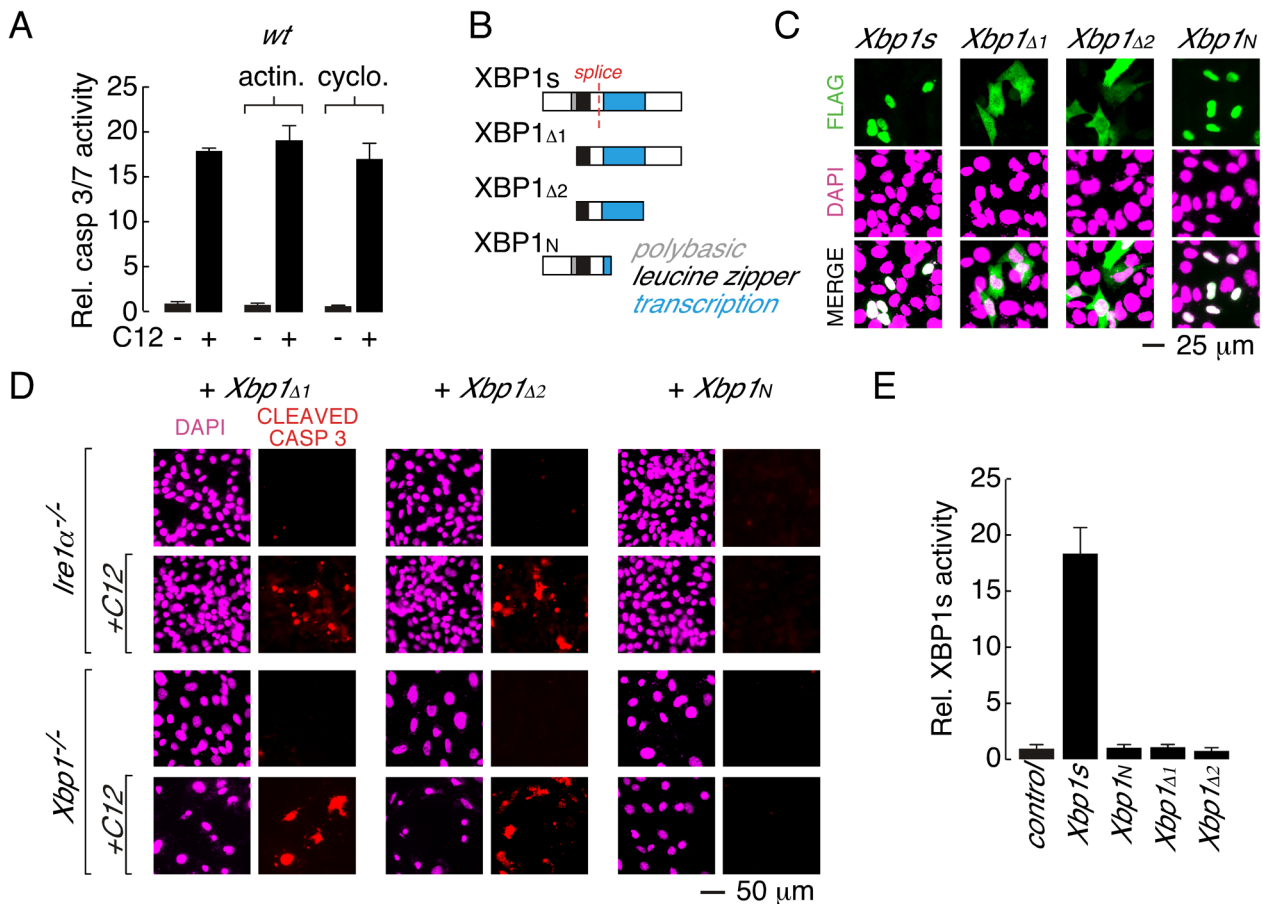 A
wt
actin. cyclo.
Rel. casp 3/7 activity
25
20
15
10
5
0
C12 - + - + - +
B
splice
XBP1s
XBP1Δ1
XBP1Δ2
XBP1N
polybasic
leucine zipper
transcription
C
Xbp1s Xbp1Δ1 Xbp1Δ2 Xbp1N
FLAG
DAPI
MERGE
25 μm
D
+ Xbp1Δ1 + Xbp1Δ2 + Xbp1N
DAPI CLEAVED
CASP 3
Ire1α-/-
+C12
Xbp1-/-
+C12
50 μm
E
Rel. XBP1s activity
25
20
15
10
5
0
control Xbp1s Xbp1N Xbp1Δ1 Xbp1Δ2